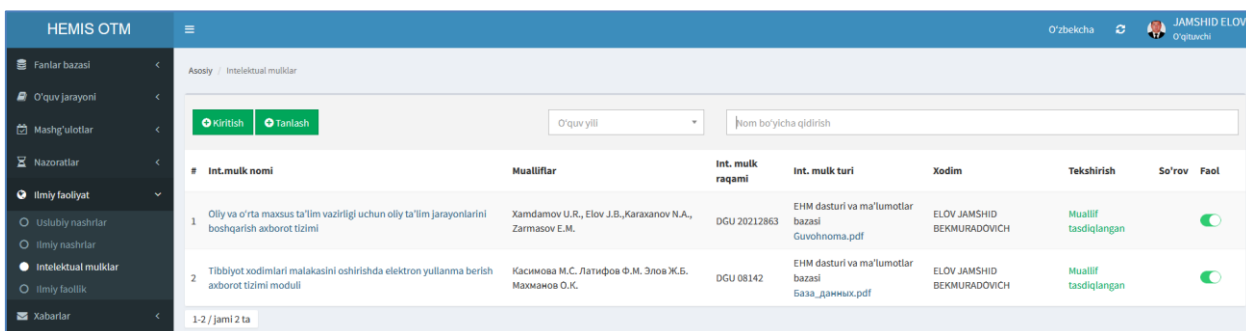 HEMIS OTM
O'zbekcha
JAMSHID ELOV
O'qituvchi
Fanlar bazasi
O'quv jarayoni
Mashg'ulotlar
Nazoratlar
Ilmiy faoliyat
Uslubiy nashrlar
Ilmiy nashrlar
Intelektual mulklar
Ilmiy faollik
Xabarlar
Asosiy / Intelektual mulklar
Kiritish
Tanlash
O'quv yili
Nom bo'yicha qidirish
# Int.mulk nomi Mualliflar Int. mulk raqami Int. mulk turi Xodim Tekshirish So'rov Faol
1
Oliy va o'rta maxsus ta'lim vazirligi uchun oliy ta'lim jarayonlarini
boshqarish axborot tizimi
Xamdamov U.R., Elov J.B.,Karaxanov N.A.,
Zarmasov E.M.
DGU 20212863
EHM dasturi va ma'lumotlar
bazasi
Guvohnoma.pdf
ELOV JAMSHID
BEKMURADOVICH
Muallif
tasdiqlangan
2
Tibbiyot xodimlari malakasini oshirishda elektron yullanma berish
axborot tizimi moduli
Касимова М.С. Латифов Ф.М. Элов Ж.Б.
Махманов О.К.
DGU 08142
EHM dasturi va ma'lumotlar
bazasi
База_данных.pdf
ELOV JAMSHID
BEKMURADOVICH
Muallif
tasdiqlangan
1-2 / jami 2 ta